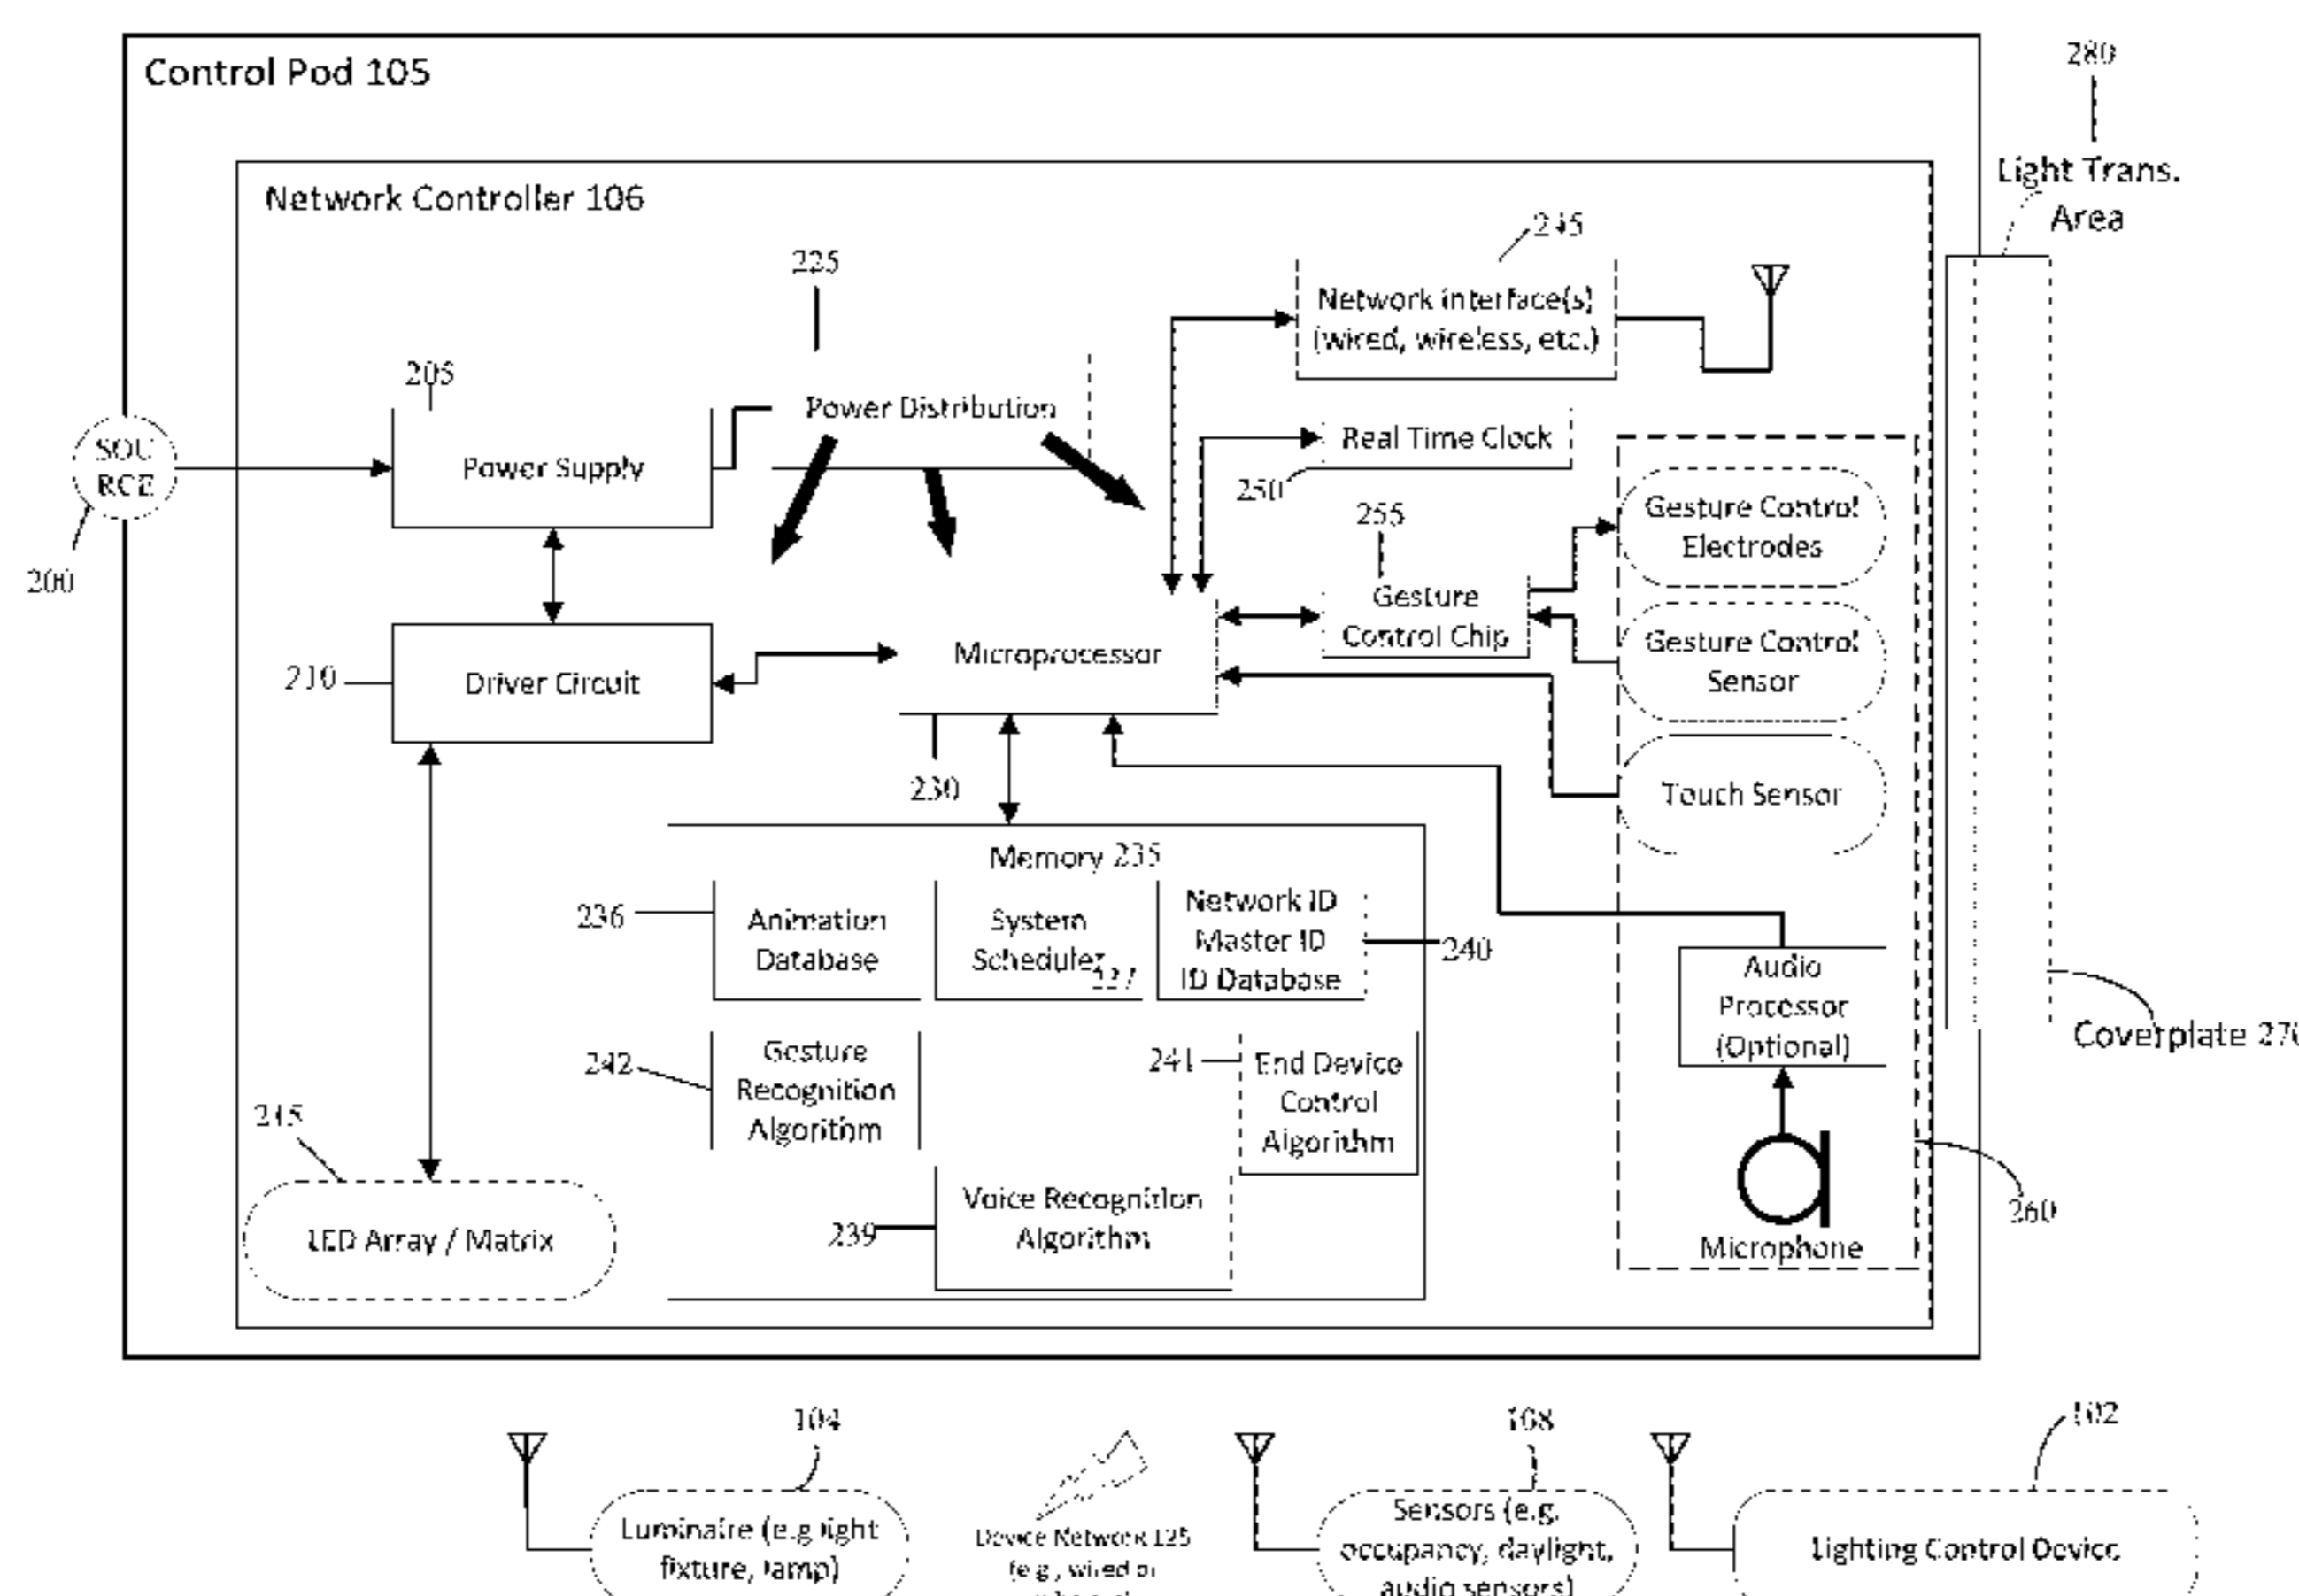 Control Pod 105
280
Light Trans.
Area
Network Controller 106
225
245
Network interface(s)
(wired, wireless, etc.)
205
Power Distribution
Real Time Clock
250
SOU
RCE
200
Power Supply
255
Gesture
Control Chip
Gesture Control
Electrodes
Gesture Control
Sensor
Touch Sensor
210
Driver Circuit
Microprocessor
230
Memory 235
236
Animation
Database
System
Scheduler
237
Network ID
Master ID
ID Database
240
Audio
Processor
(Optional)
Coverplate
242
Gesture
Recognition
Algorithm
241
End Device
Control
Algorithm
215
LED Array / Matrix
239
Voice Recognition
Algorithm
Microphone
260
104
Luminaire (e.g light
fixture, lamp)
Device Network 125
(e.g., wired or
108
Sensors (e.g.
occupancy, daylight,
audio sensors)
102
Lighting Control Device